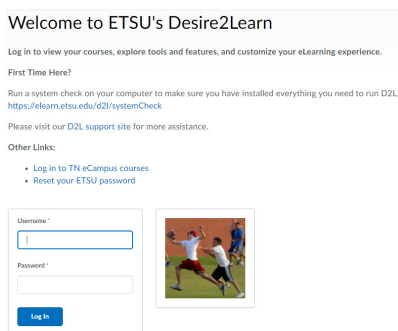 Welcome to ETSU's Desire2Learn
Log in to view your courses, explore tools and features, and customize your eLearning experience.
First Time Here?
Run a system check on your computer to make sure you have installed everything you need to run D2L.
https://elearn.etsu.edu/d2l/systemCheck
Please visit our D2L support site for more assistance.
Other Links:
• Log in to TN eCampus courses
• Reset your ETSU password
Username *
Password *
Log In